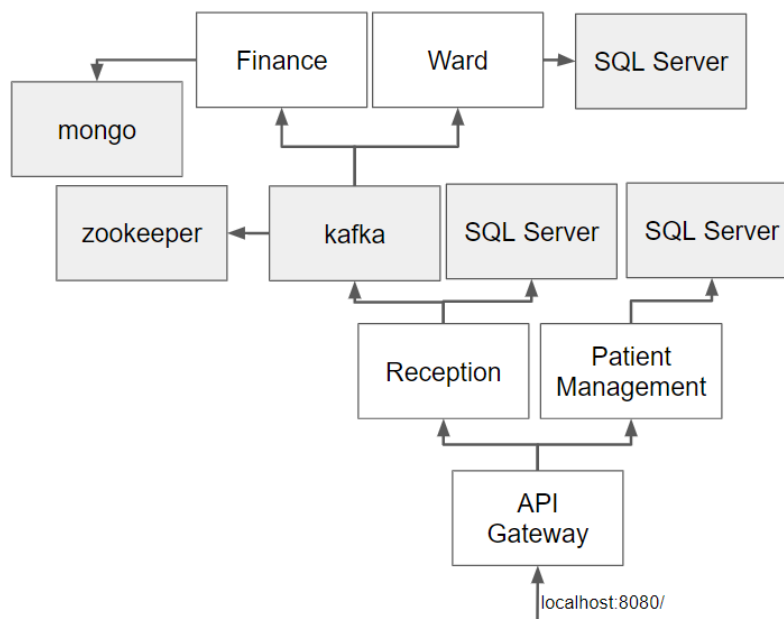 Finance
Ward
SQL Server
mongo
zookeeper
kafka
SQL Server
SQL Server
Reception
Patient
Management
API
Gateway
localhost:8080/